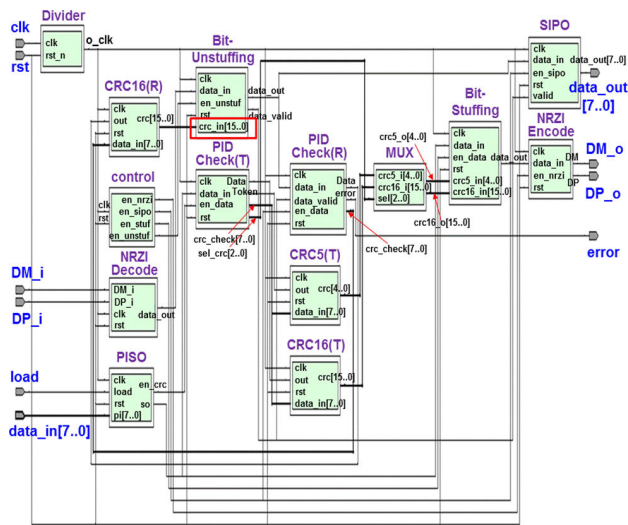 Divider
clk
rst
clk
rst_n
o_clk
Bit-
Unstuffing
clk
data_in
en_unstuf
rst
crc_in[15..0]
data_out
data_valid
CRC16(R)
clk
out
rst
data_in[7..0]
crc[15..0]
SIPO
clk
data_in
en_sipo
rst
valid
data_out[7..0]
data_out
[7..0]
Bit-
Stuffing
clk
data_in
en_data
rst
crc5_in[4..0]
crc16_in[15..0]
data_out
crc5_o[4..0]
crc16_o[15..0]
NRZI
Encode
clk
data_in
en_nrzi
rst
DM
DP
DM_o
DP_o
control
clk
rst
en_nrzi
en_sipo
en_stuf
en_unstuf
PID
Check(T)
clk
data_in
en_data
rst
Data
Token
crc_check[7..0]
sel_crc[2..0]
PID
Check(R)
clk
data_in
data_valid
en_data
rst
Data
error
crc_check[7..0]
MUX
crc5_i[4..0]
crc16_i[15..0]
sel[2..0]
error
NRZI
Decode
DM_i
DP_i
DM_i
DP_i
clk
rst
data_out
CRC5(T)
clk
out
rst
data_in[7..0]
crc[4..0]
PISO
load
data_in[7..0]
clk
load
rst
pi[7..0]
en_crc
so
CRC16(T)
clk
out
rst
data_in[7..0]
crc[15..0]